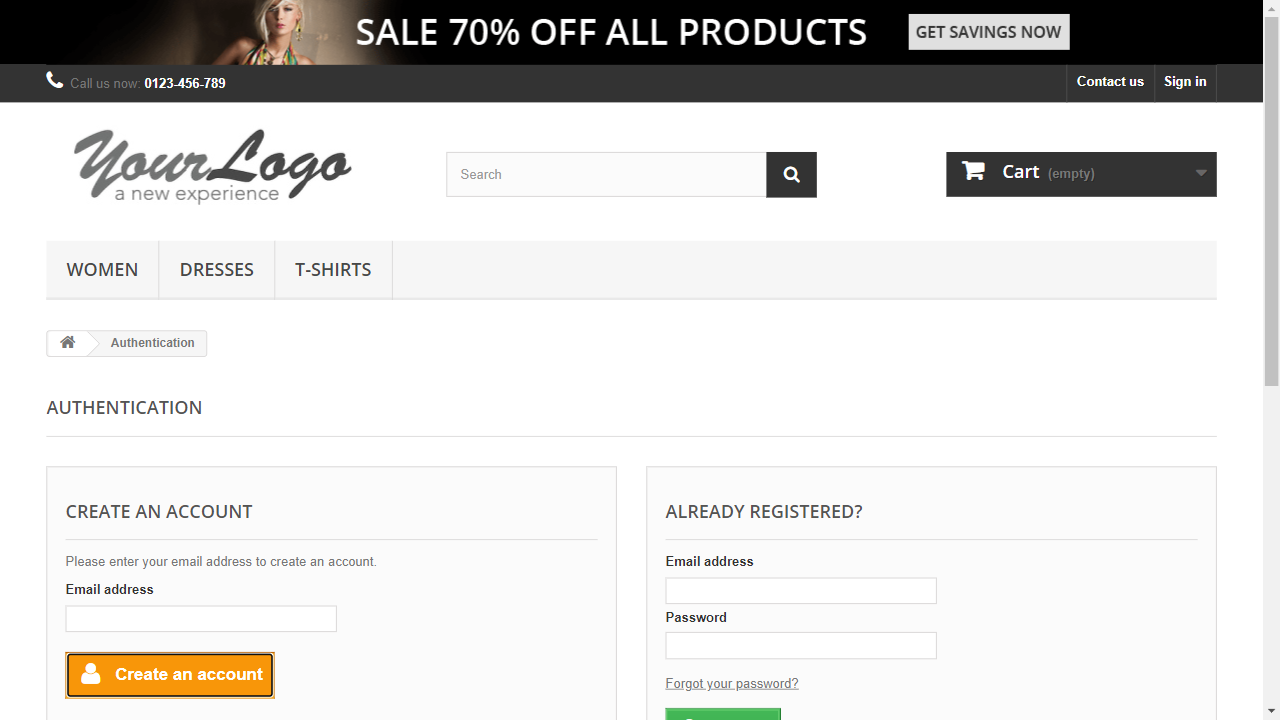 SALE 70% OFF ALL PRODUCTS GET SAVINGS NOW
Call us now: 0123-456-789 Contact us Sign in
YourLogo
a new experience
Search
Cart (empty)
WOMEN DRESSES T-SHIRTS
Authentication
AUTHENTICATION
CREATE AN ACCOUNT
Please enter your email address to create an account.
Email address
Create an account
ALREADY REGISTERED?
Email address
Password
Forgot your password?